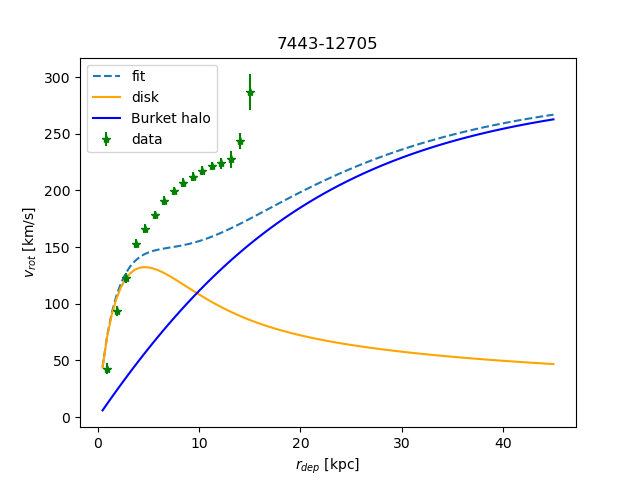 7443-12705
fit
disk
Burket halo
data
300
250
200
150
100
50
0
v_rot [km/s]
0 10 20 30 40
r_dep [kpc]